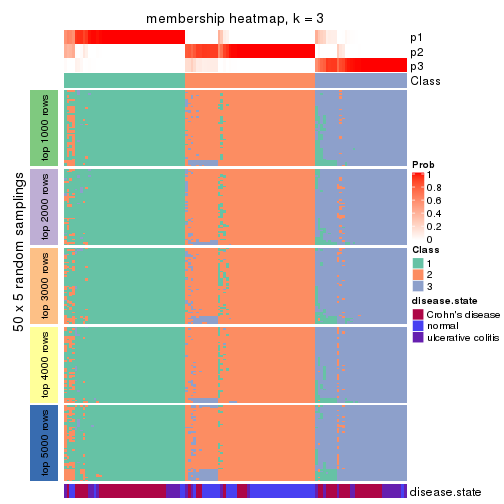 membership heatmap, k = 3
p1
p2
p3
Class
50 x 5 random samplings
top 1000 rows
top 2000 rows
top 3000 rows
top 4000 rows
top 5000 rows
Prob
1
0.8
0.6
0.4
0.2
0
Class
1
2
3
disease.state
Crohn's disease
normal
ulcerative colitis
disease.state